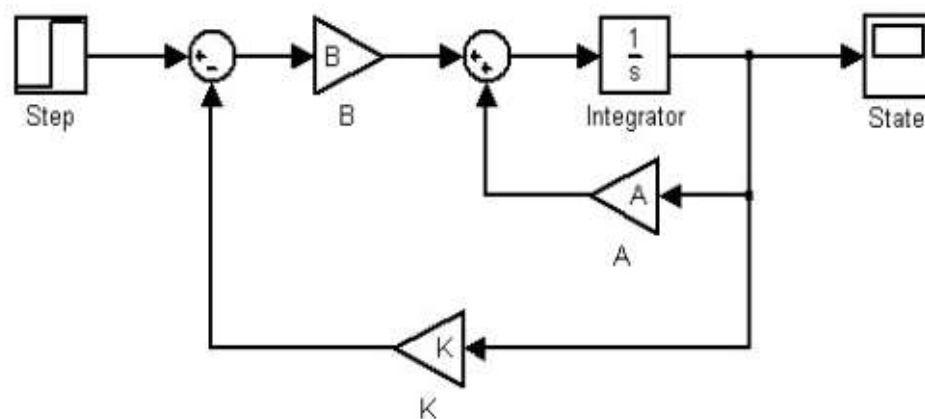 +
-
B
+
+
1
s
Step
B
Integrator
State
A
A
K
K